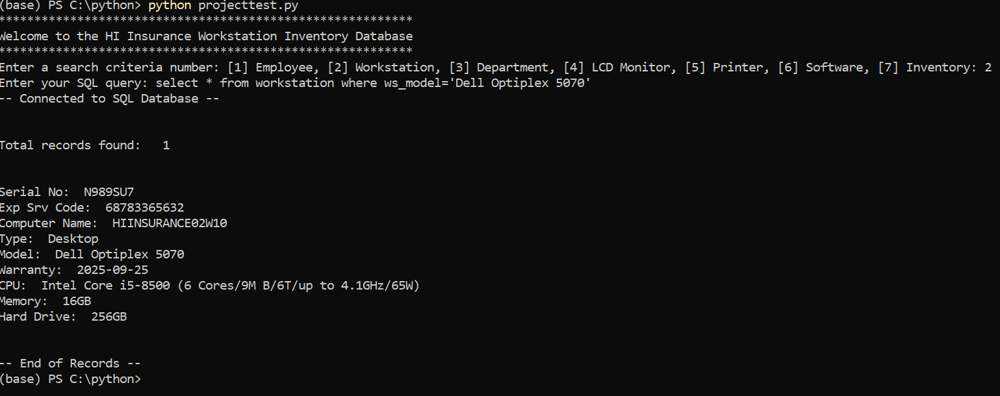 (base) PS C:\python> python projecttest.py
**********************************************************
Welcome to the HI Insurance Workstation Inventory Database
**********************************************************
Enter a search criteria number: [1] Employee, [2] Workstation, [3] Department, [4] LCD Monitor, [5] Printer, [6] Software, [7] Inventory: 2
Enter your SQL query: select * from workstation where ws_model='Dell Optiplex 5070'
-- Connected to SQL Database --
Total records found:   1
Serial No:  N989SU7
Exp Srv Code:  68783365632
Computer Name:  HIINSURANCE02W10
Type:  Desktop
Model:  Dell Optiplex 5070
Warranty:  2025-09-25
CPU:  Intel Core i5-8500 (6 Cores/9M B/6T/up to 4.1GHz/65W)
Memory:  16GB
Hard Drive:  256GB
-- End of Records --
(base) PS C:\python>